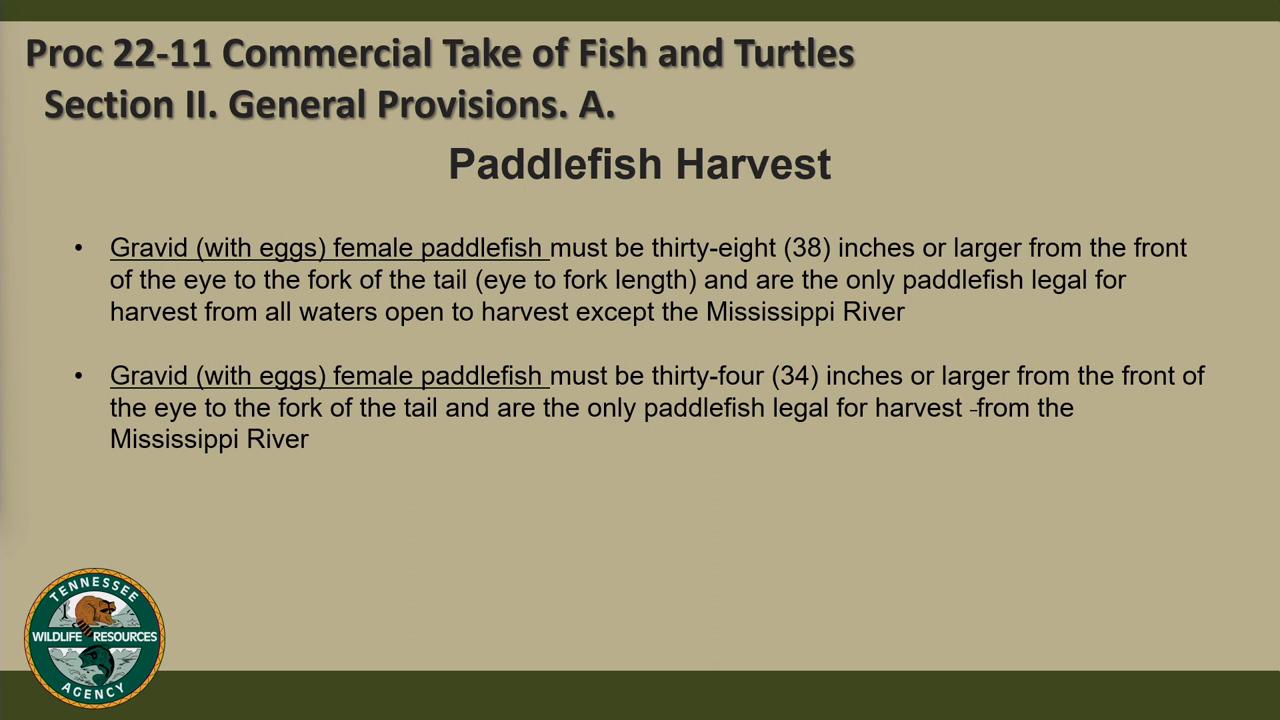 Proc 22-11 Commercial Take of Fish and Turtles
Section II. General Provisions. A.
Paddlefish Harvest
• Gravid (with eggs) female paddlefish must be thirty-eight (38) inches or larger from the front
of the eye to the fork of the tail (eye to fork length) and are the only paddlefish legal for
harvest from all waters open to harvest except the Mississippi River
• Gravid (with eggs) female paddlefish must be thirty-four (34) inches or larger from the front of
the eye to the fork of the tail and are the only paddlefish legal for harvest -from the
Mississippi River
TENNESSEE
WILDLIFE RESOURCES
AGENCY